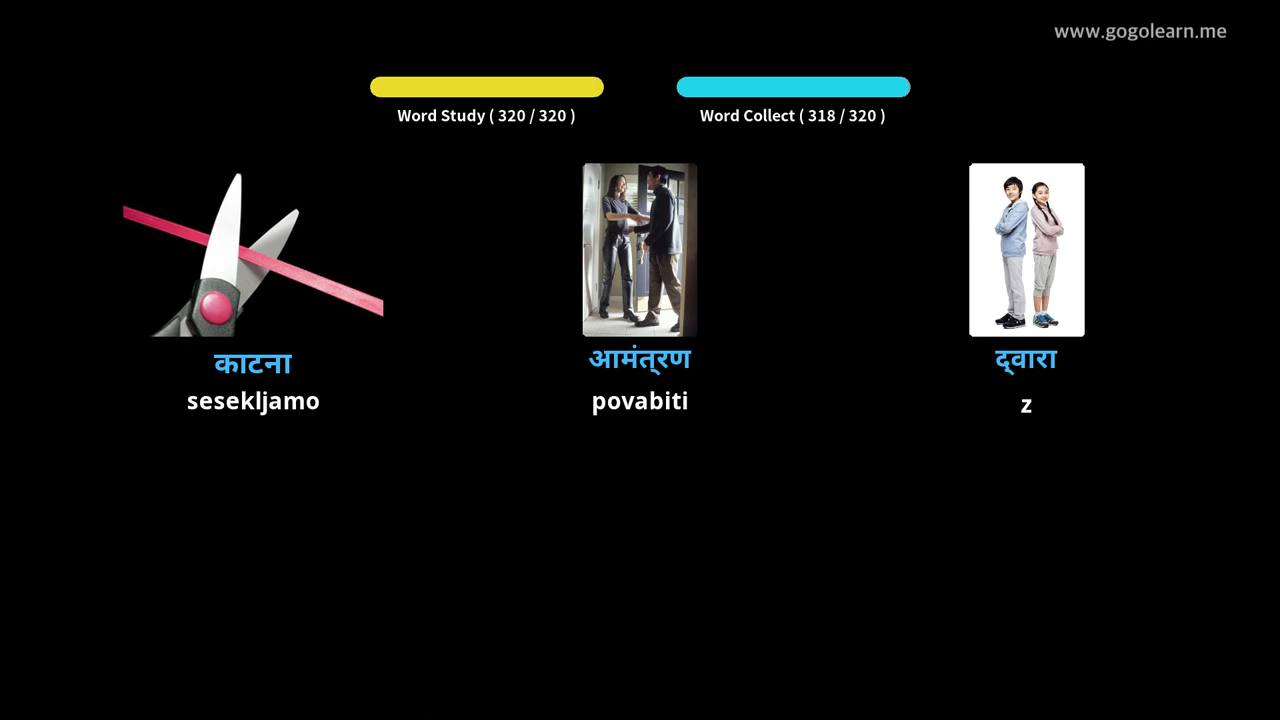 www.gogolearn.me
Word Study ( 320 / 320 )
Word Collect ( 318 / 320 )
काटना
आमंत्रण
द्वारा
sesekljamo
povabiti
z